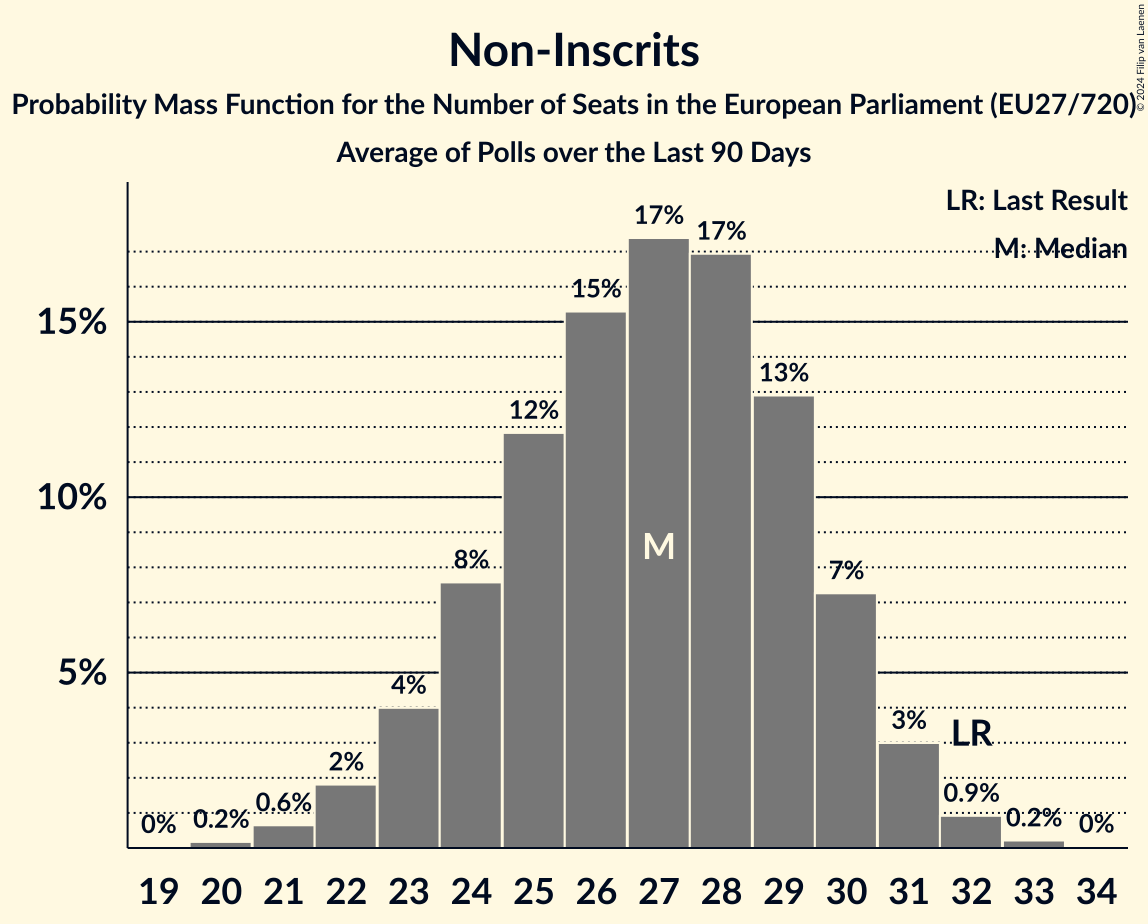 Non-Inscrits
Probability Mass Function for the Number of Seats in the European Parliament (EU27/720)
Average of Polls over the Last 90 Days
© 2024 Filip van Laenen
LR: Last Result
M: Median
15%
10%
5%
0%
0.2%
0.6%
2%
4%
8%
12%
15%
17%
17%
13%
7%
3%
0.9%
0.2%
0%
M
LR
19 20 21 22 23 24 25 26 27 28 29 30 31 32 33 34